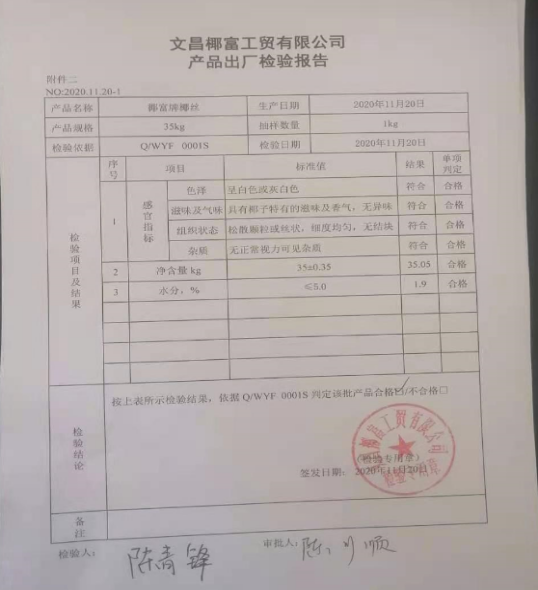 文昌椰富工贸有限公司
产品出厂检验报告
附件二
NO:2020.11.20-1
产品名称 椰富牌椰丝 生产日期 2020年11月20日
产品规格 35kg 抽样数量 1kg
检验依据 Q/WYF 0001S 检验日期 2020年11月20日
检验项目及结果
序号 项目 标准值 结果 单项判定
1 感官指标 色泽 呈白色或灰白色 符合 合格
滋味及气味 具有椰子特有的滋味及香气，无异味 符合 合格
组织状态 松散颗粒或丝状，细度均匀，无结块 符合 合格
杂质 无正常视力可见杂质 符合 合格
2 净含量 kg 35±0.35 35.05 合格
3 水分，% ≤5.0 1.9 合格
检验结论
按上表所示检验结果，依据 Q/WYF 0001S 判定该批产品合格☑/不合格□
(检验专用章)
签发日期： 2020年11月20日
备注
检验人： 陈青锋 审批人：